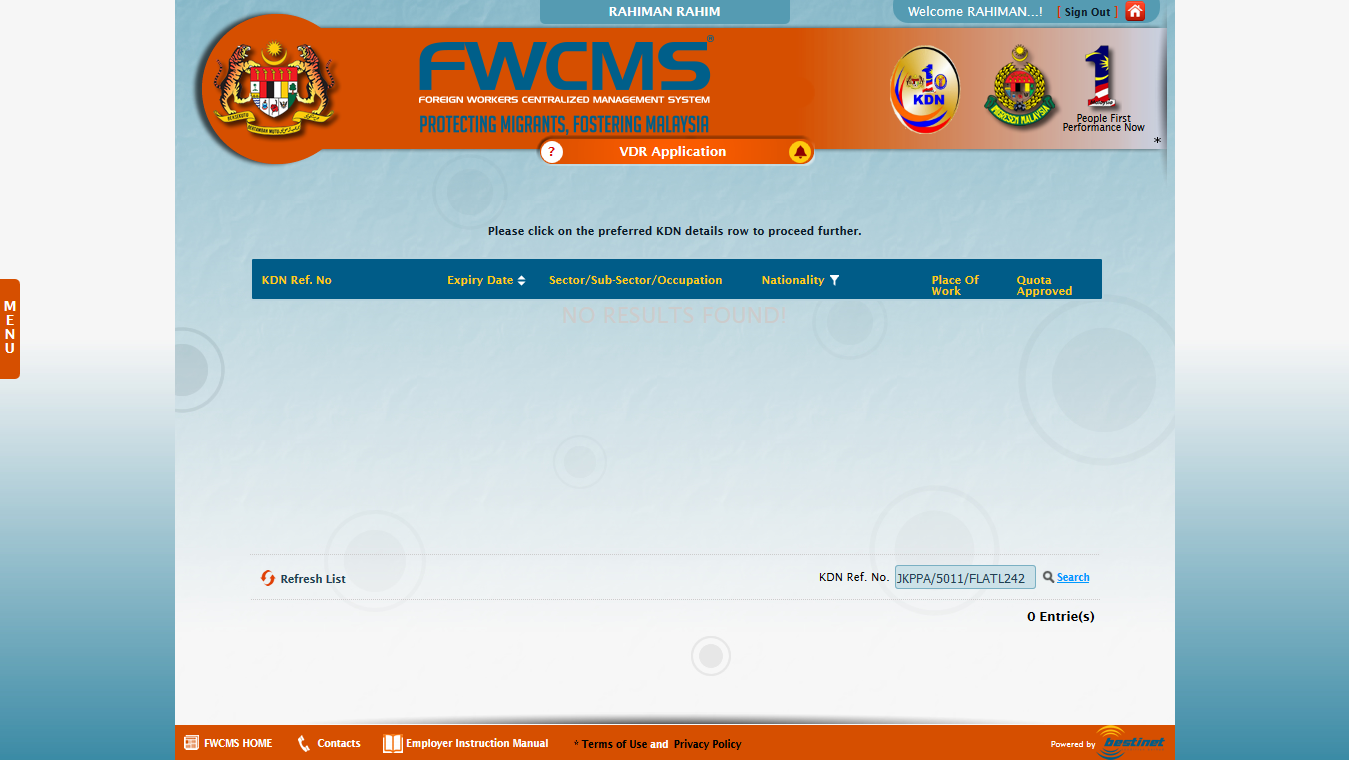 RAHIMAN RAHIM
Welcome RAHIMAN...! [ Sign Out ]
FWCMS®
FOREIGN WORKERS CENTRALIZED MANAGEMENT SYSTEM
PROTECTING MIGRANTS, FOSTERING MALAYSIA
1
KDN
IMIGRESEN MALAYSIA
People First
Performance Now
*
? VDR Application
Please click on the preferred KDN details row to proceed further.
KDN Ref. No Expiry Date Sector/Sub-Sector/Occupation Nationality Place Of Work Quota Approved
NO RESULTS FOUND!
MENU
Refresh List KDN Ref. No. JKPPA/5011/FLATL242 Search
0 Entrie(s)
FWCMS HOME Contacts Employer Instruction Manual * Terms of Use and Privacy Policy Powered by bestinet